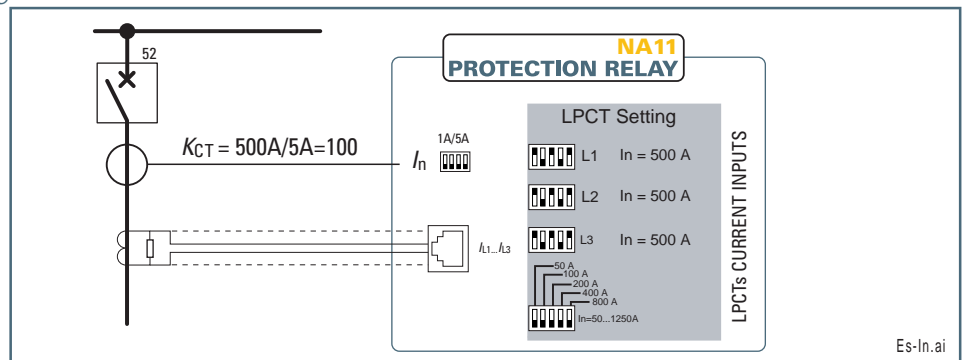 52
NA11
PROTECTION RELAY
KCT = 500A/5A=100
In
1A/5A
LPCT Setting
L1 In = 500 A
L2 In = 500 A
L3 In = 500 A
IL1...IL3
50 A
100 A
200 A
400 A
800 A
In=50...1250A
LPCTs CURRENT INPUTS
Es-In.ai